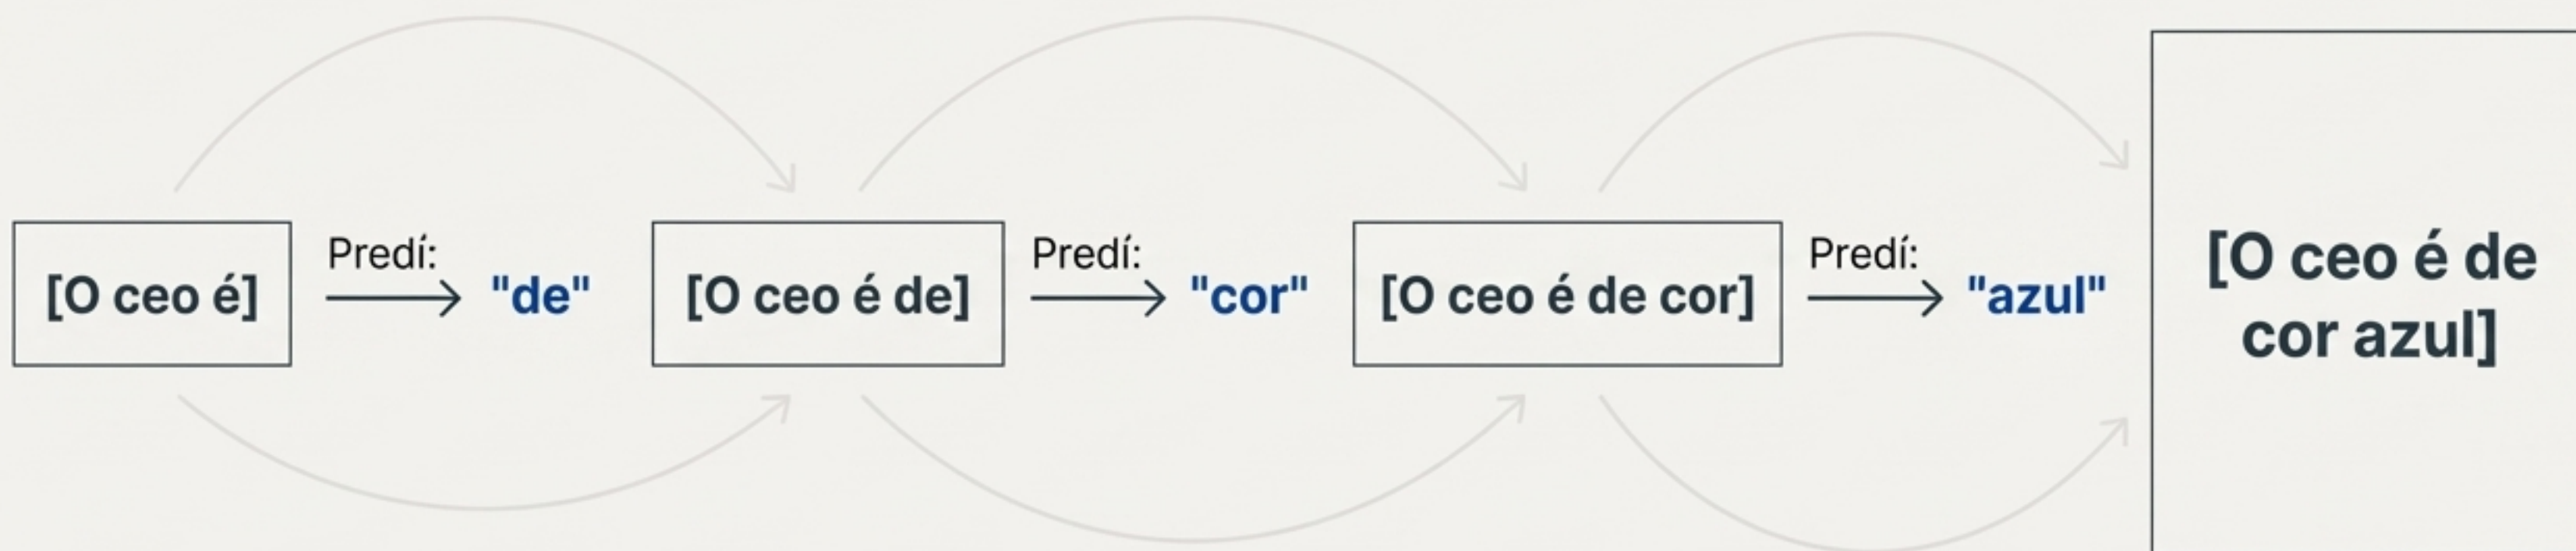 [O ceo é]
Predí:
"de"
[O ceo é de]
Predí:
"cor"
[O ceo é de cor]
Predí:
"azul"
[O ceo é de
cor azul]